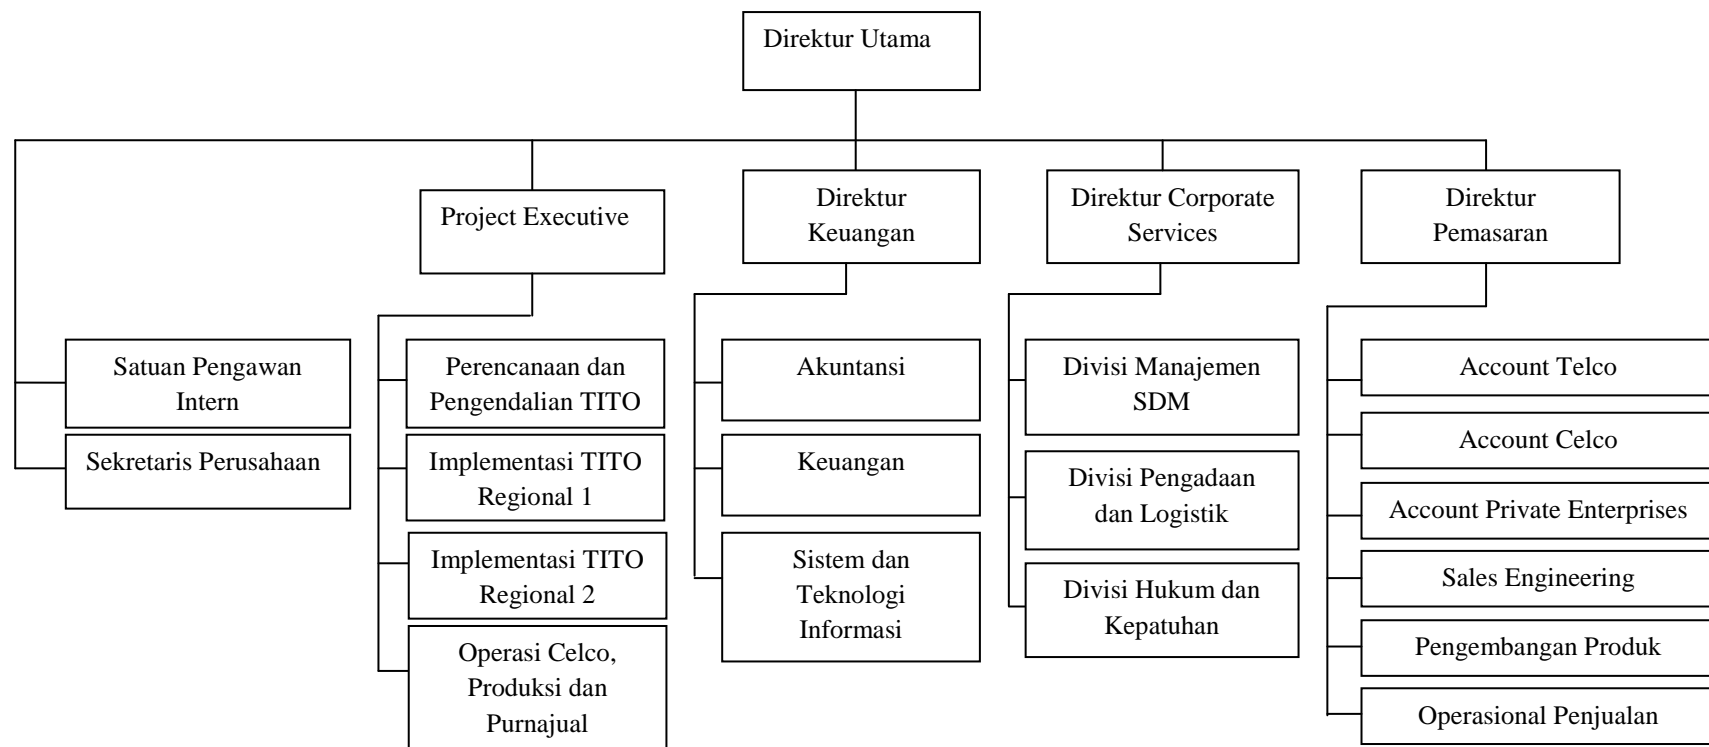 Direktur Utama
Project Executive
Direktur
Keuangan
Direktur Corporate
Services
Direktur
Pemasaran
Satuan Pengawan
Intern
Sekretaris Perusahaan
Perencanaan dan
Pengendalian TITO
Implementasi TITO
Regional 1
Implementasi TITO
Regional 2
Operasi Celco,
Produksi dan
Purnajual
Akuntansi
Keuangan
Sistem dan
Teknologi
Informasi
Divisi Manajemen
SDM
Divisi Pengadaan
dan Logistik
Divisi Hukum dan
Kepatuhan
Account Telco
Account Celco
Account Private Enterprises
Sales Engineering
Pengembangan Produk
Operasional Penjualan